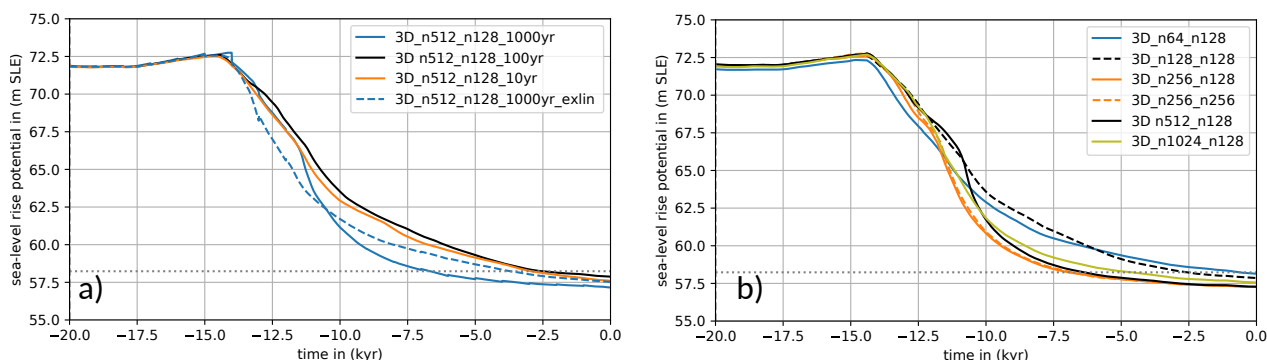 75.0
72.5
70.0
67.5
65.0
62.5
60.0
57.5
55.0
sea-level rise potential in (m SLE)
3D_n512_n128_1000yr
3D n512_n128_100yr
3D_n512_n128_10yr
3D_n512_n128_1000yr_exlin
a)
−20.0 −17.5 −15.0 −12.5 −10.0 −7.5 −5.0 −2.5 0.0
time in (kyr)
75.0
72.5
70.0
67.5
65.0
62.5
60.0
57.5
55.0
sea-level rise potential in (m SLE)
3D_n64_n128
3D_n128_n128
3D_n256_n128
3D_n256_n256
3D n512_n128
3D_n1024_n128
b)
−20.0 −17.5 −15.0 −12.5 −10.0 −7.5 −5.0 −2.5 0.0
time in (kyr)